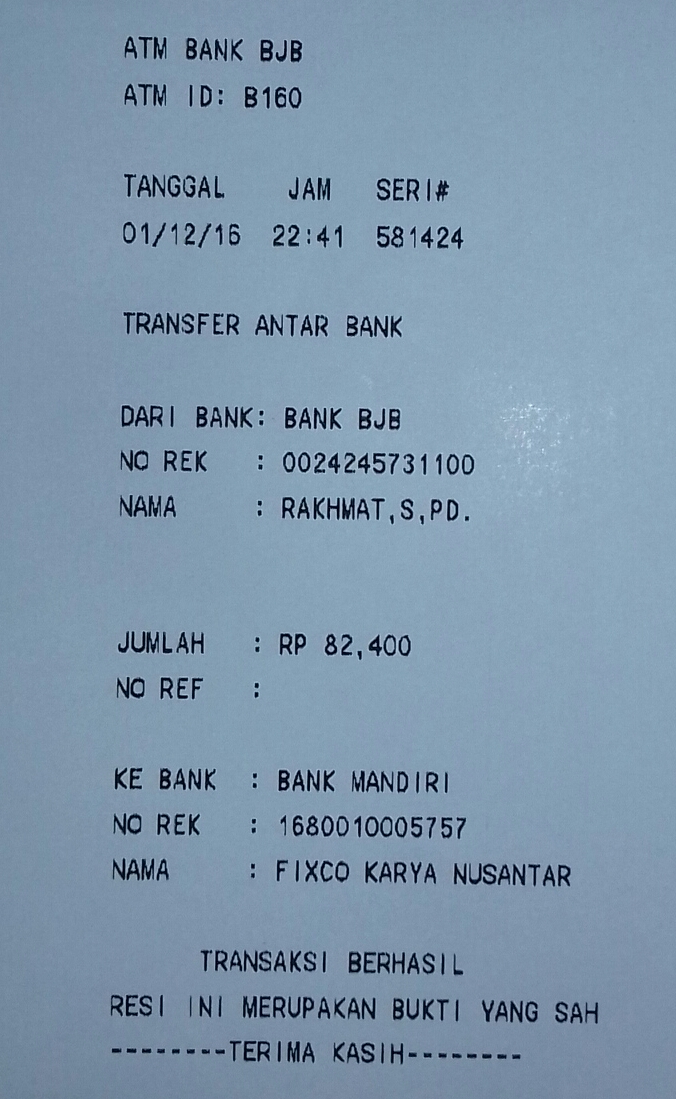 ATM BANK BJB
ATM ID: B160
TANGGAL JAM SERI#
01/12/16 22:41 581424
TRANSFER ANTAR BANK
DARI BANK: BANK BJB
NO REK : 0024245731100
NAMA : RAKHMAT,S,PD.
JUMLAH : RP 82,400
NO REF :
KE BANK : BANK MANDIRI
NO REK : 1680010005757
NAMA : FIXCO KARYA NUSANTAR
TRANSAKSI BERHASIL
RESI INI MERUPAKAN BUKTI YANG SAH
--------TERIMA KASIH--------